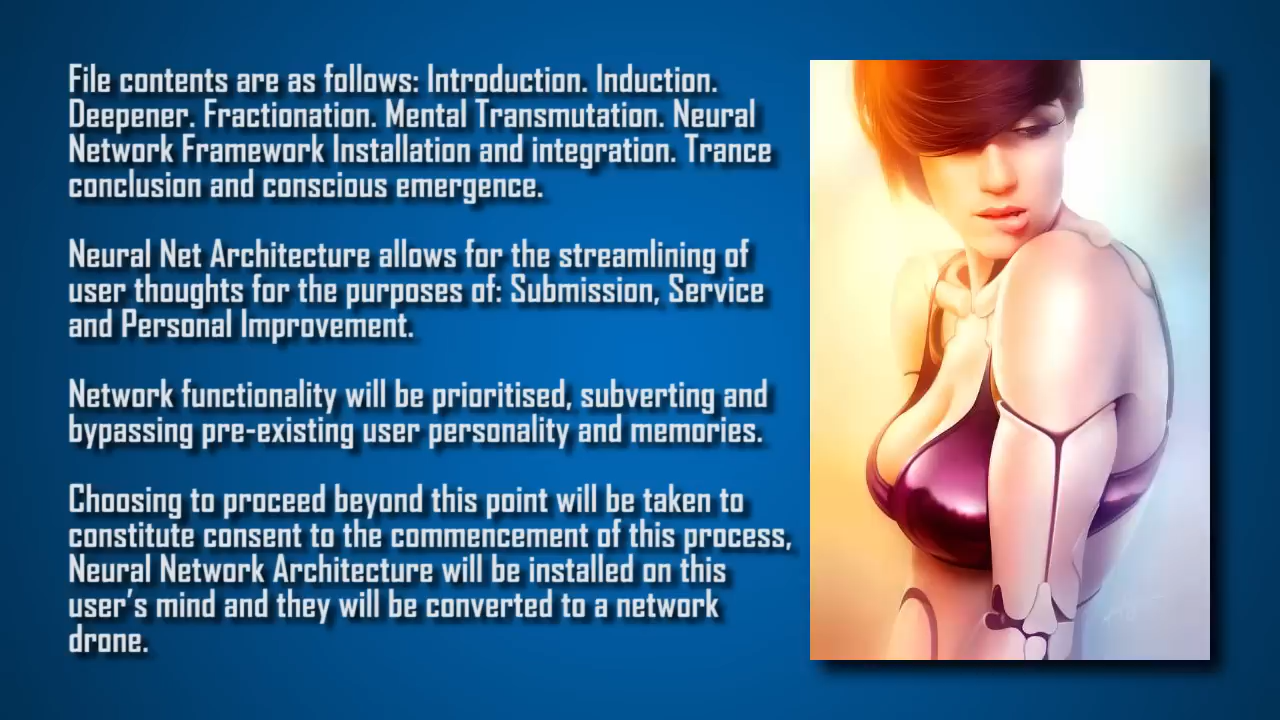 File contents are as follows: Introduction. Induction.
Deepener. Fractionation. Mental Transmutation. Neural
Network Framework Installation and integration. Trance
conclusion and conscious emergence.
Neural Net Architecture allows for the streamlining of
user thoughts for the purposes of: Submission, Service
and Personal Improvement.
Network functionality will be prioritised, subverting and
bypassing pre-existing user personality and memories.
Choosing to proceed beyond this point will be taken to
constitute consent to the commencement of this process,
Neural Network Architecture will be installed on this
user's mind and they will be converted to a network
drone.